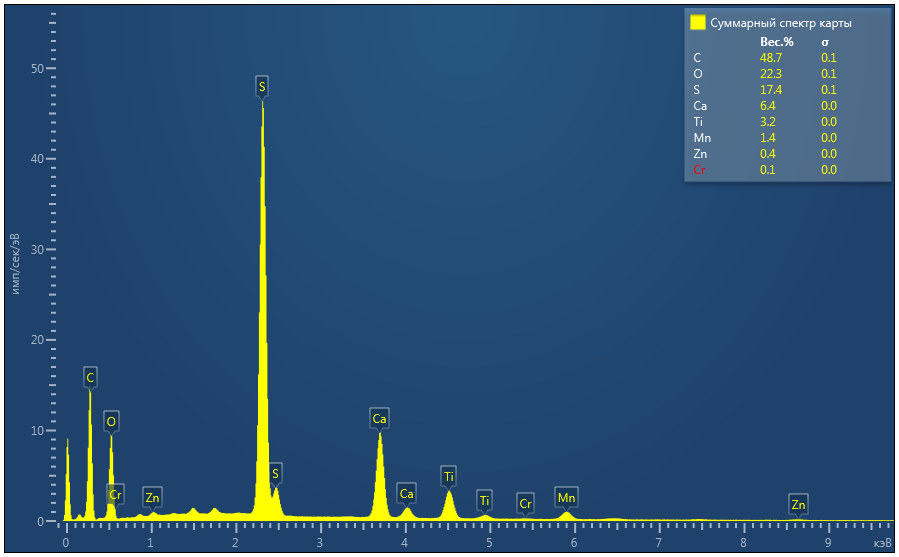 Суммарный спектр карты
Вес.% σ
C 48.7 0.1
O 22.3 0.1
S 17.4 0.1
Ca 6.4 0.0
Ti 3.2 0.0
Mn 1.4 0.0
Zn 0.4 0.0
Cr 0.1 0.0
имп/сек/эВ
50
40
30
20
10
0
S
C
O
Cr
Zn
S
Ca
Ca
Ti
Ti
Cr
Mn
Zn
0 1 2 3 4 5 6 7 8 9 кэВ